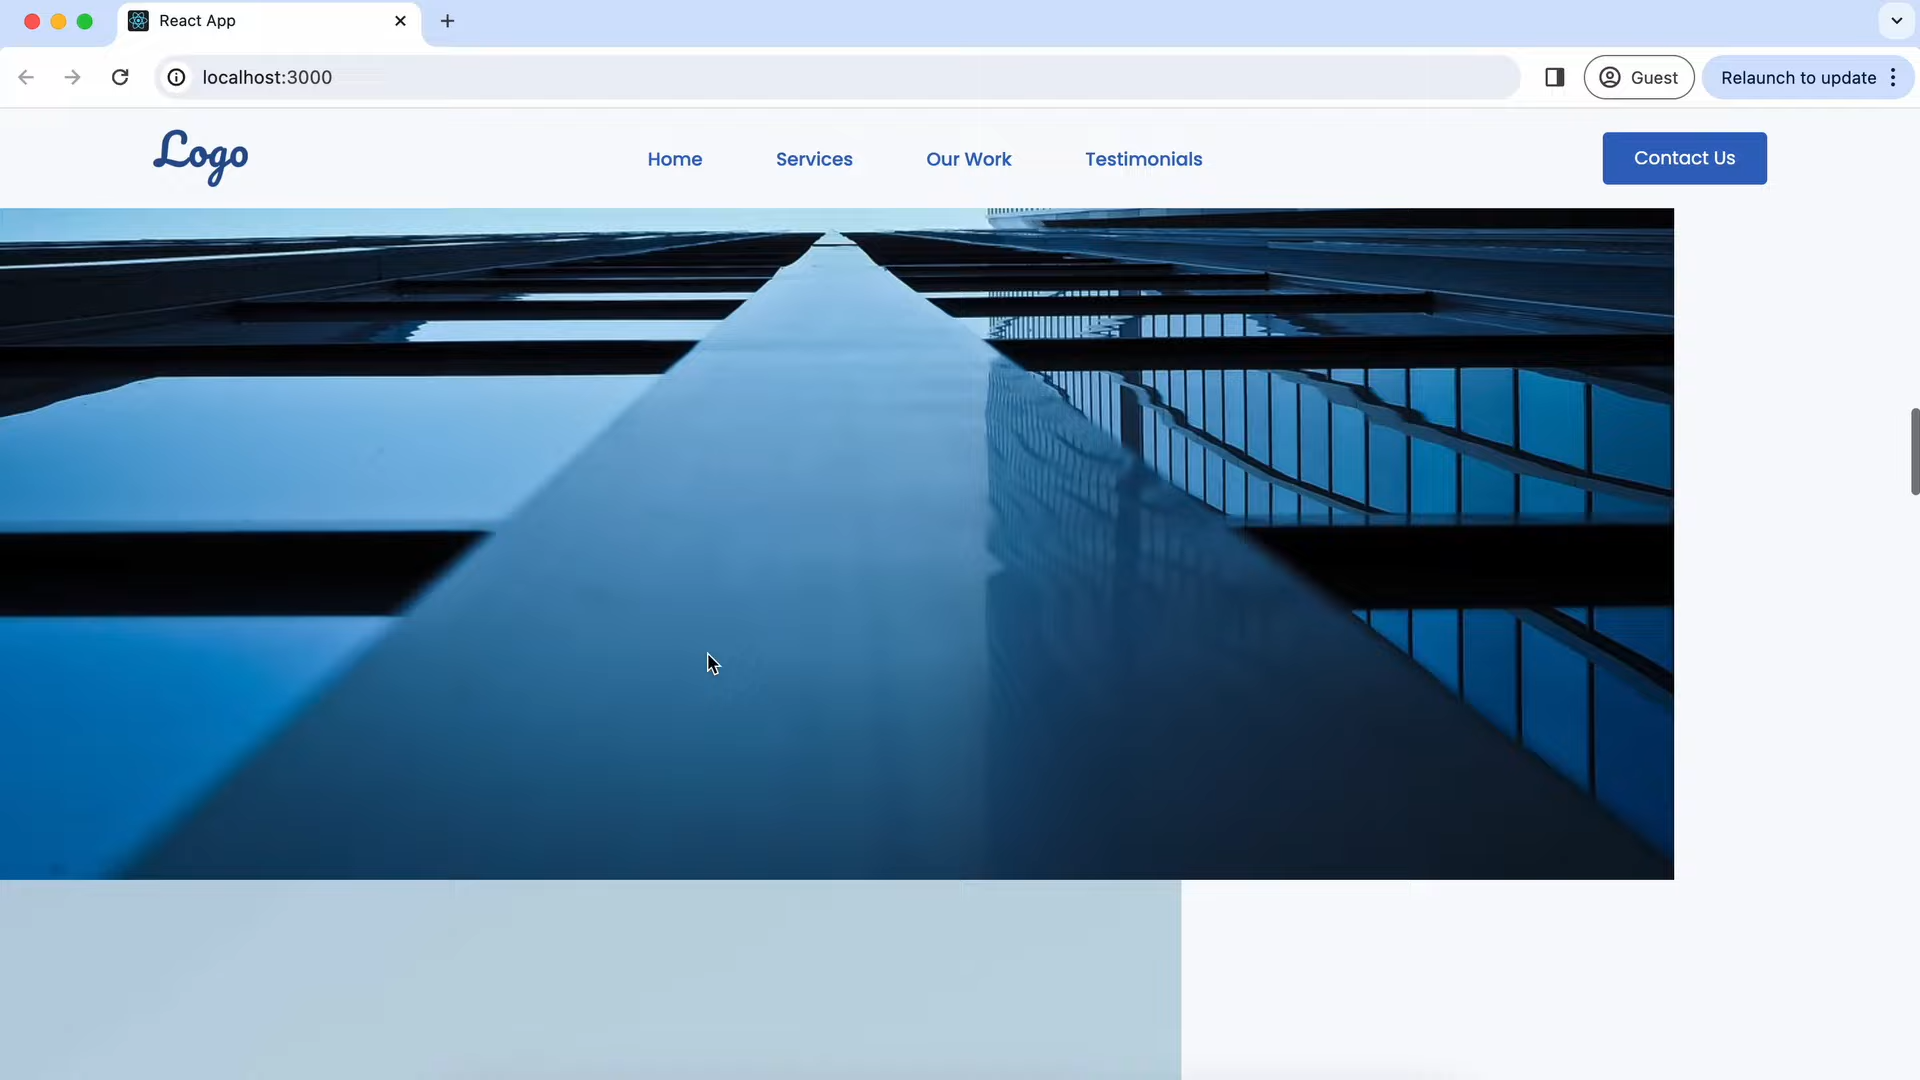 React App
localhost:3000
Guest
Relaunch to update
Logo
Home
Services
Our Work
Testimonials
Contact Us